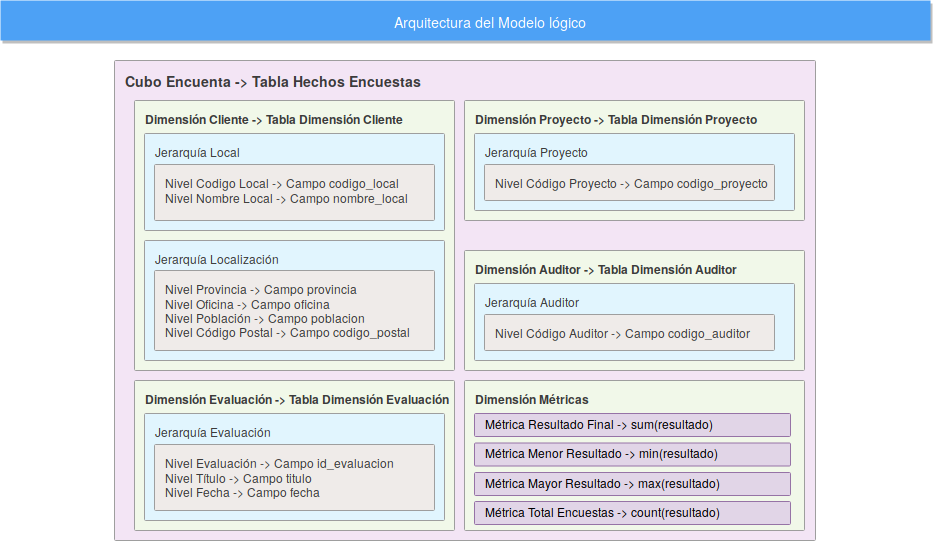 Arquitectura del Modelo lógico
Cubo Encuenta -> Tabla Hechos Encuestas
Dimensión Cliente -> Tabla Dimensión Cliente
Jerarquía Local
Nivel Codigo Local -> Campo codigo_local
Nivel Nombre Local -> Campo nombre_local
Jerarquía Localización
Nivel Provincia -> Campo provincia
Nivel Oficina -> Campo oficina
Nivel Población -> Campo poblacion
Nivel Código Postal -> Campo codigo_postal
Dimensión Proyecto -> Tabla Dimensión Proyecto
Jerarquía Proyecto
Nivel Código Proyecto -> Campo codigo_proyecto
Dimensión Auditor -> Tabla Dimensión Auditor
Jerarquía Auditor
Nivel Código Auditor -> Campo codigo_auditor
Dimensión Evaluación -> Tabla Dimensión Evaluación
Jerarquía Evaluación
Nivel Evaluación -> Campo id_evaluacion
Nivel Título -> Campo titulo
Nivel Fecha -> Campo fecha
Dimensión Métricas
Métrica Resultado Final -> sum(resultado)
Métrica Menor Resultado -> min(resultado)
Métrica Mayor Resultado -> max(resultado)
Métrica Total Encuestas -> count(resultado)